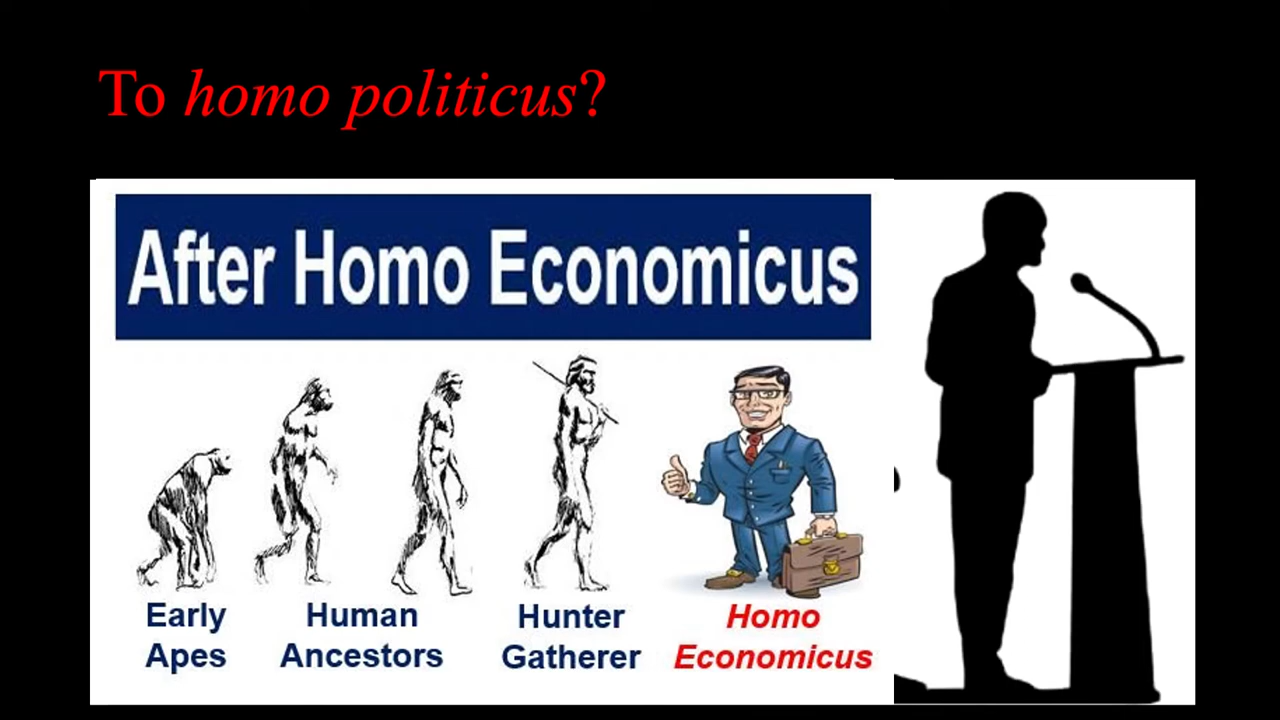 To homo politicus?
After Homo Economicus
Early
Apes
Human
Ancestors
Hunter
Gatherer
Homo
Economicus